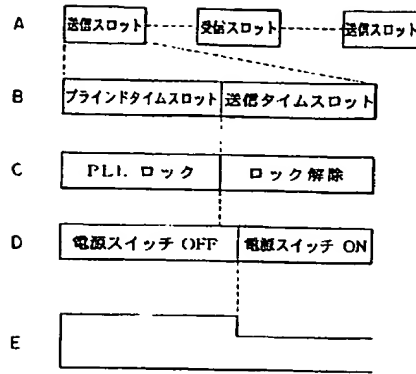 A 送信スロット 受信スロット 送信スロット
B ブラインドタイムスロット 送信タイムスロット
C PLL ロック ロック解除
D 電源スイッチ OFF 電源スイッチ ON
E